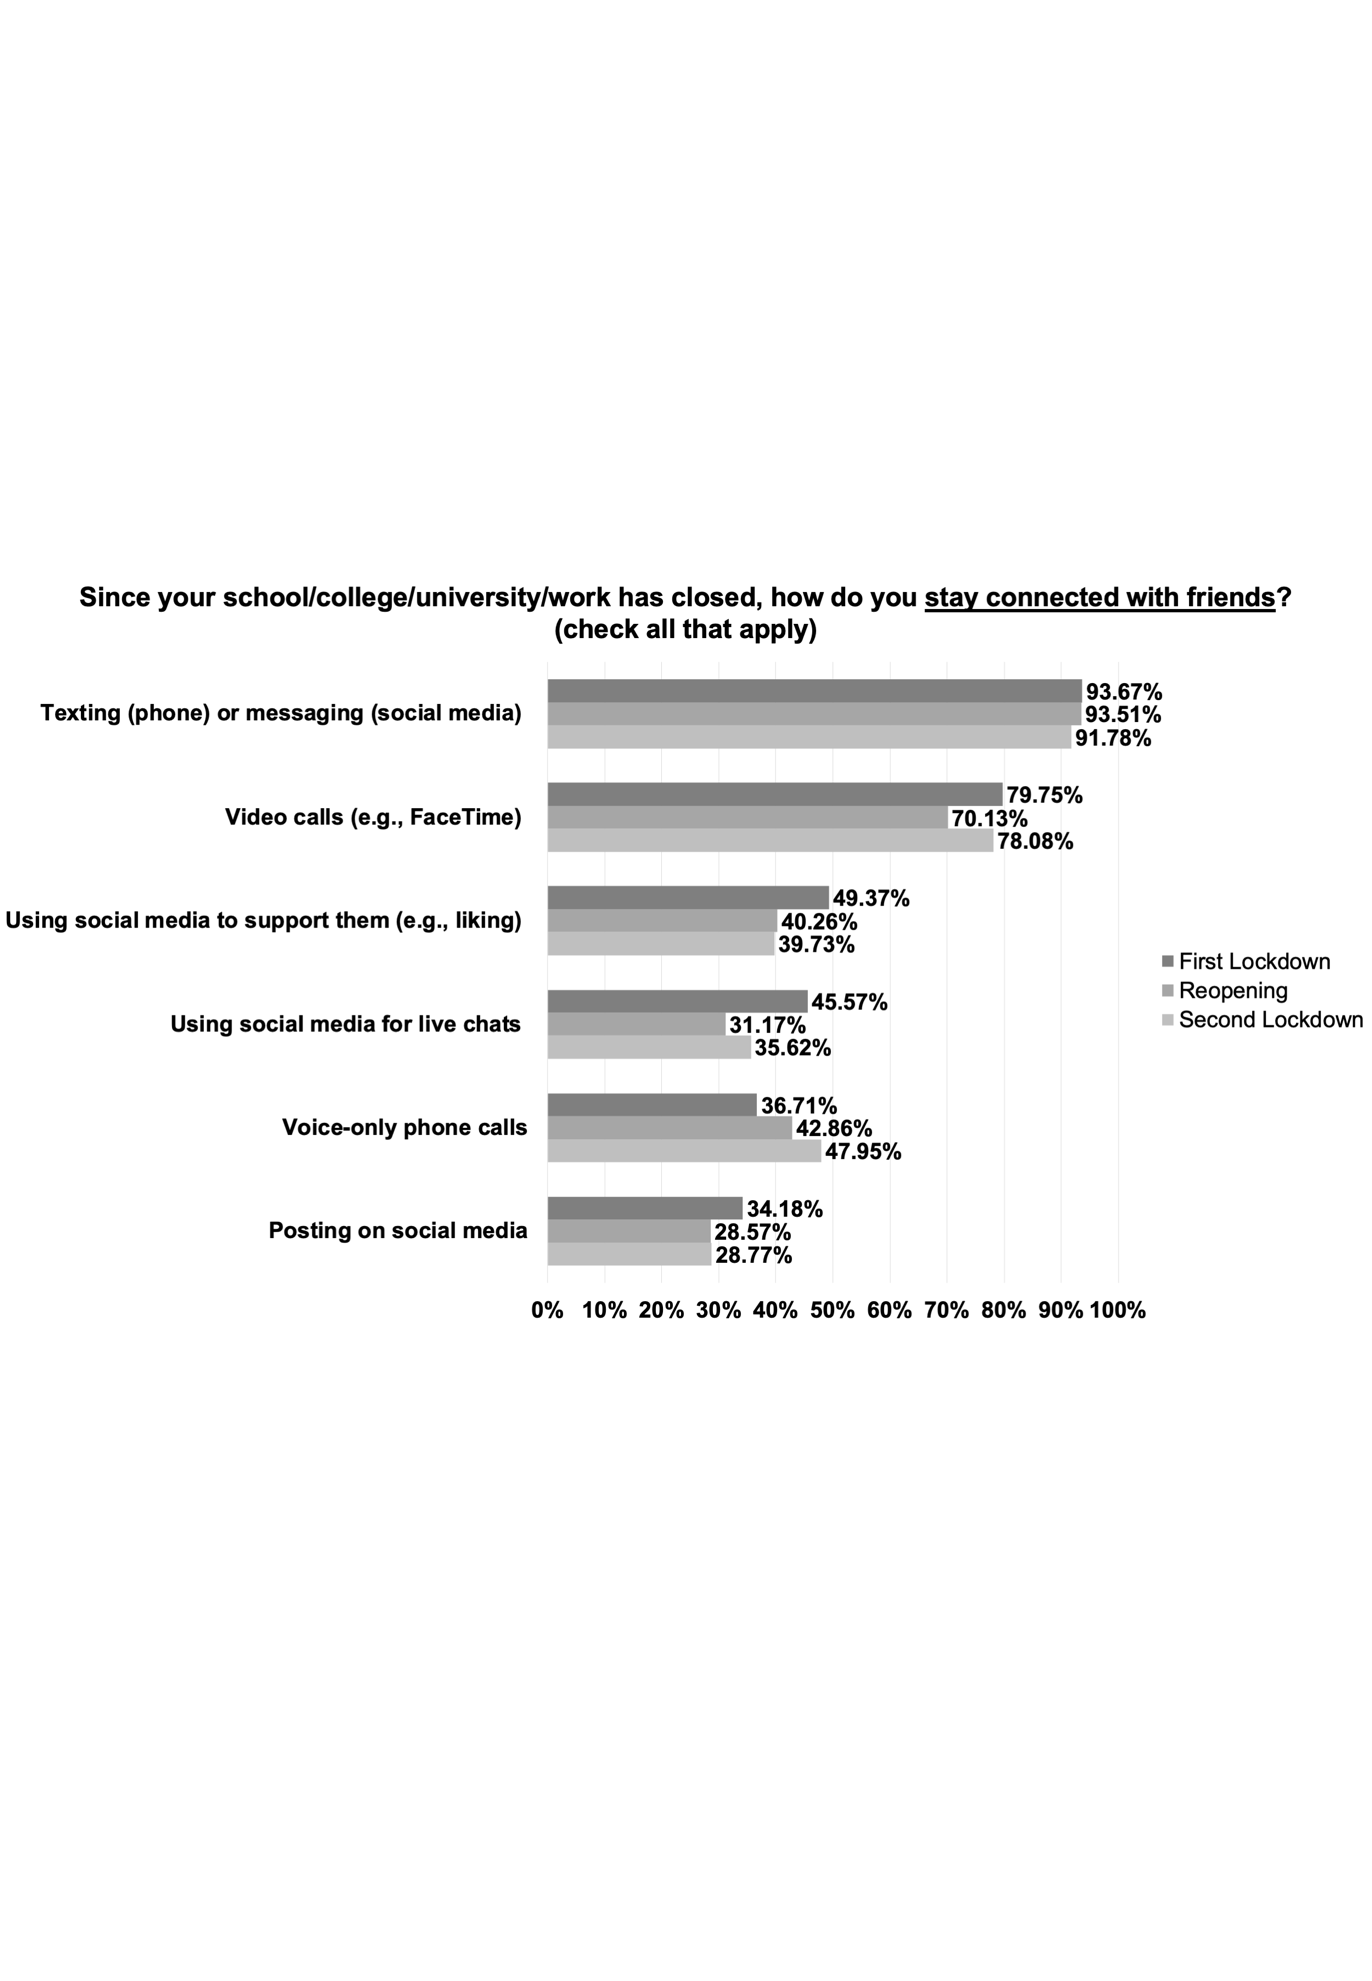 Since your school/college/university/work has closed, how do you stay connected with friends?
(check all that apply)
Texting (phone) or messaging (social media)
93.67%
93.51%
91.78%
Video calls (e.g., FaceTime)
79.75%
70.13%
78.08%
Using social media to support them (e.g., liking)
49.37%
40.26%
39.73%
Using social media for live chats
45.57%
31.17%
35.62%
Voice-only phone calls
36.71%
42.86%
47.95%
Posting on social media
34.18%
28.57%
28.77%
0% 10% 20% 30% 40% 50% 60% 70% 80% 90% 100%
First Lockdown
Reopening
Second Lockdown